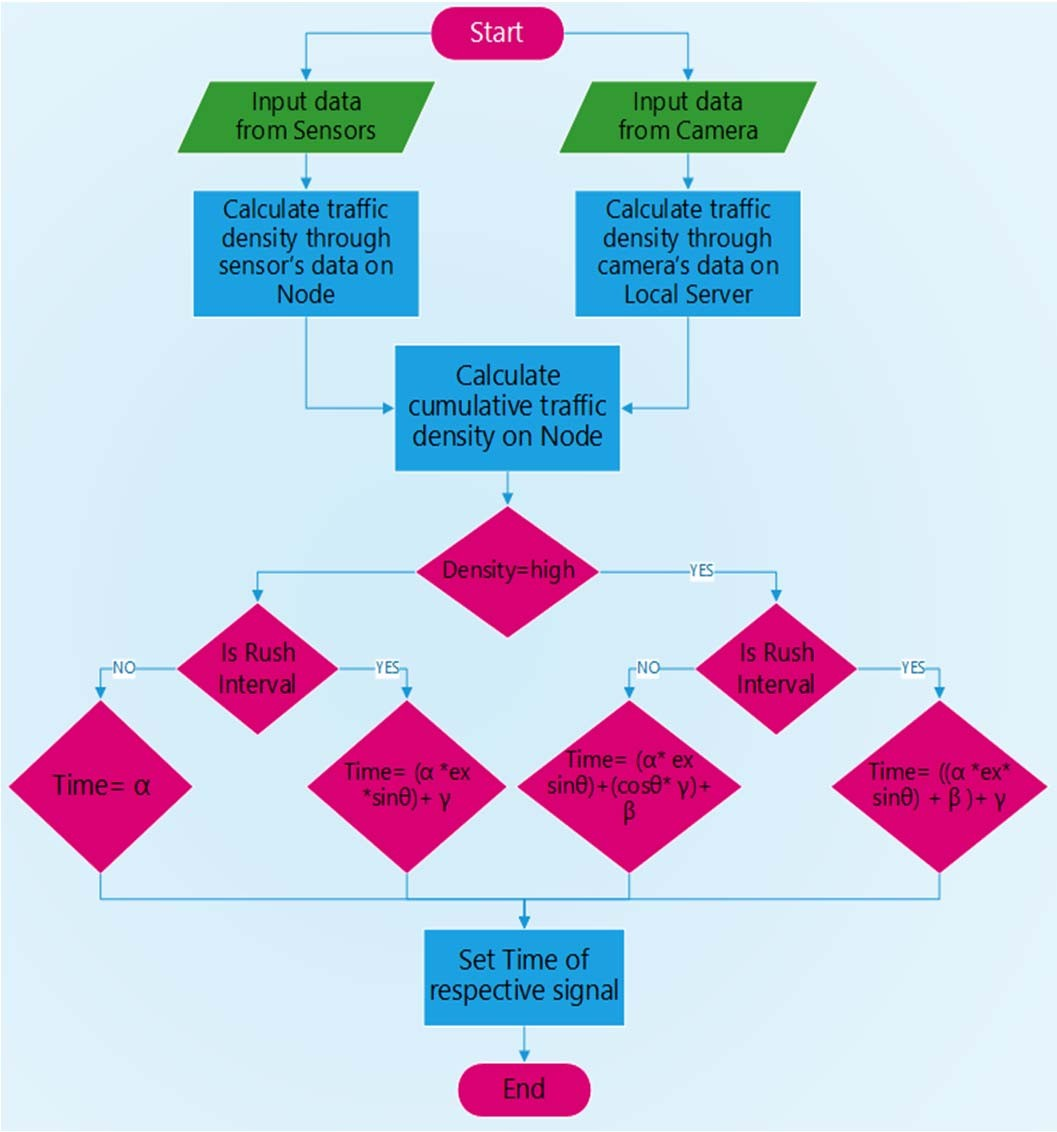 Start
Input data
from Sensors
Input data
from Camera
Calculate traffic
density through
sensor's data on
Node
Calculate traffic
density through
camera's data on
Local Server
Calculate
cumulative traffic
density on Node
Density=high
YES
Is Rush
Interval
Is Rush
Interval
NO
YES
NO
YES
Time= α
Time= (α *ex
*sinθ)+ γ
Time= (α* ex
sinθ)+(cosθ* γ)+
β
Time= ((α *ex*
sinθ) + β )+ γ
Set Time of
respective signal
End